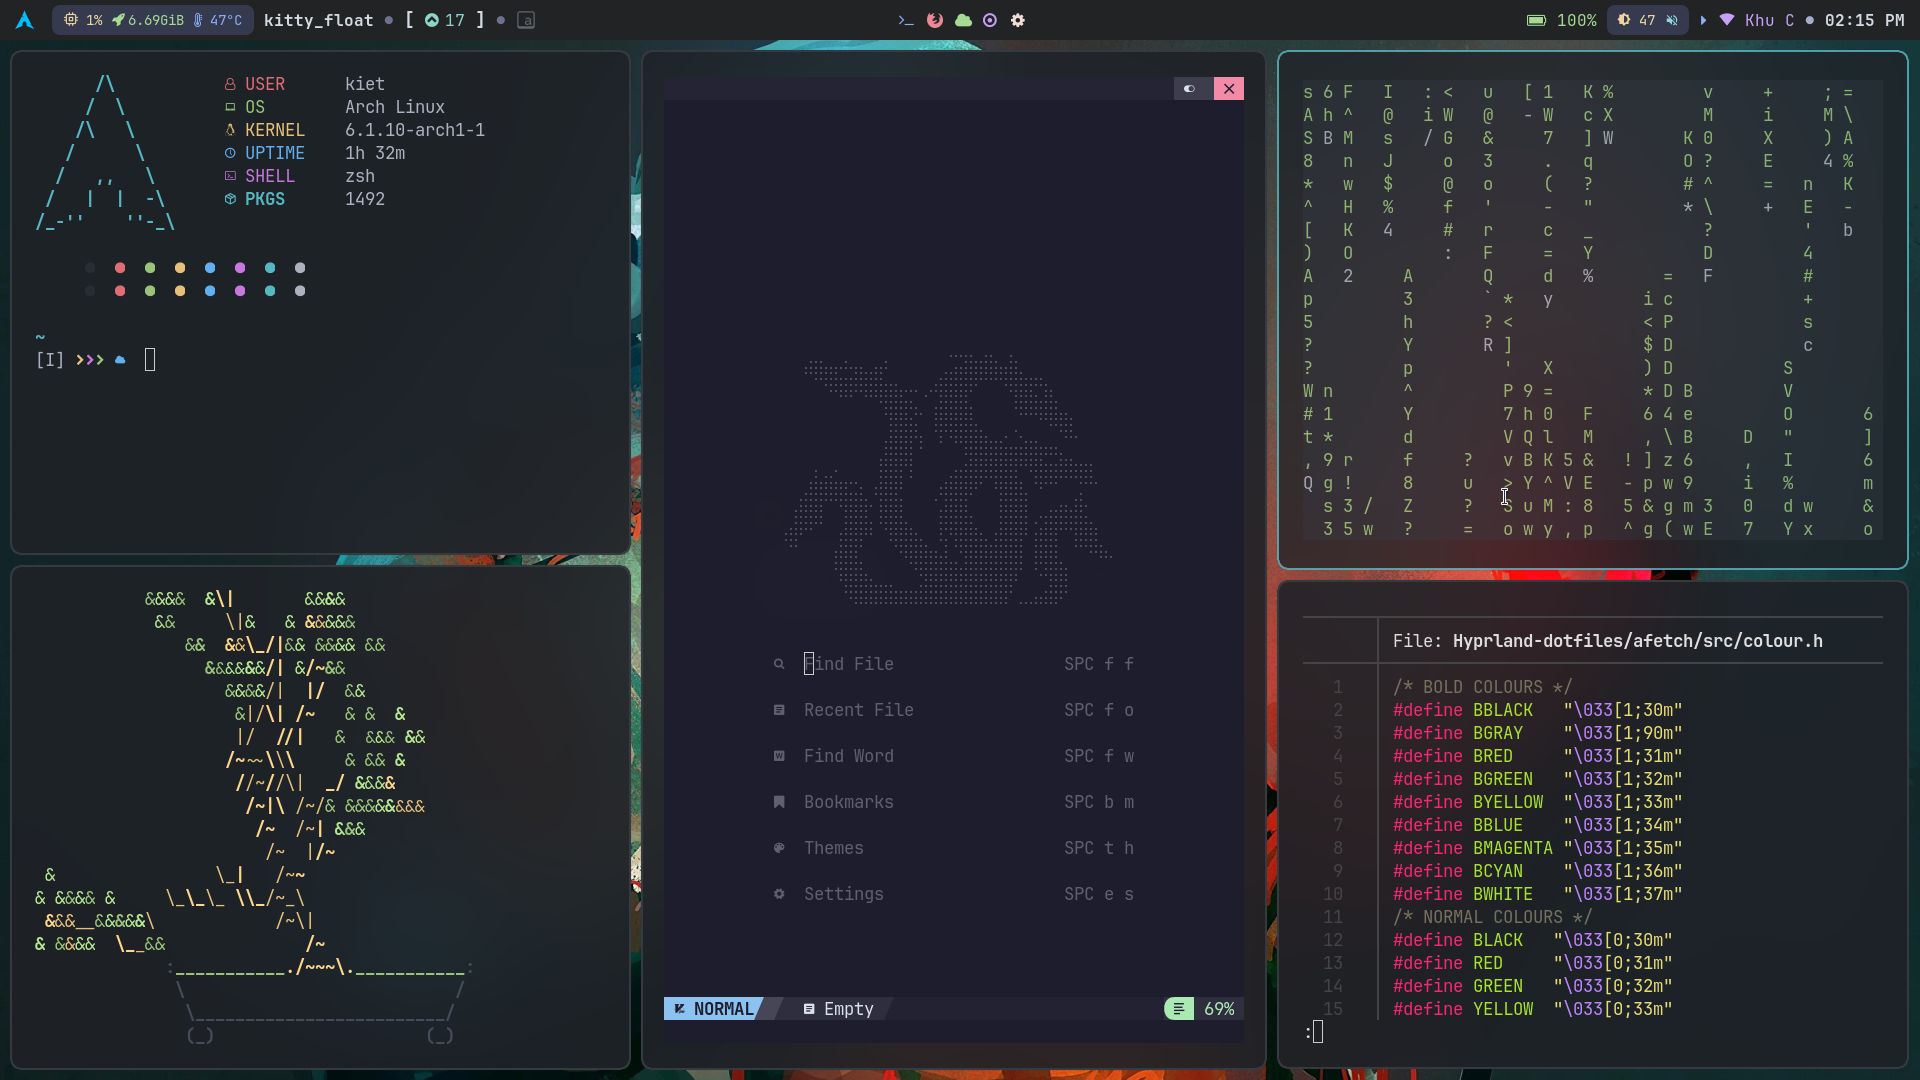 1% 6.69GiB 47°C kitty_float [ 17 ] a
100% 47 Khu C 02:15 PM
USER kiet
OS Arch Linux
KERNEL 6.1.10-arch1-1
UPTIME 1h 32m
SHELL zsh
PKGS 1492
~
[I] >>>
Find File SPC f f
Recent File SPC f o
Find Word SPC f w
Bookmarks SPC b m
Themes SPC t h
Settings SPC e s
NORMAL Empty 69%
File: Hyprland-dotfiles/afetch/src/colour.h
1 /* BOLD COLOURS */
2 #define BBLACK "\033[1;30m"
3 #define BGRAY "\033[1;90m"
4 #define BRED "\033[1;31m"
5 #define BGREEN "\033[1;32m"
6 #define BYELLOW "\033[1;33m"
7 #define BBLUE "\033[1;34m"
8 #define BMAGENTA "\033[1;35m"
9 #define BCYAN "\033[1;36m"
10 #define BWHITE "\033[1;37m"
11 /* NORMAL COLOURS */
12 #define BLACK "\033[0;30m"
13 #define RED "\033[0;31m"
14 #define GREEN "\033[0;32m"
15 #define YELLOW "\033[0;33m"
: